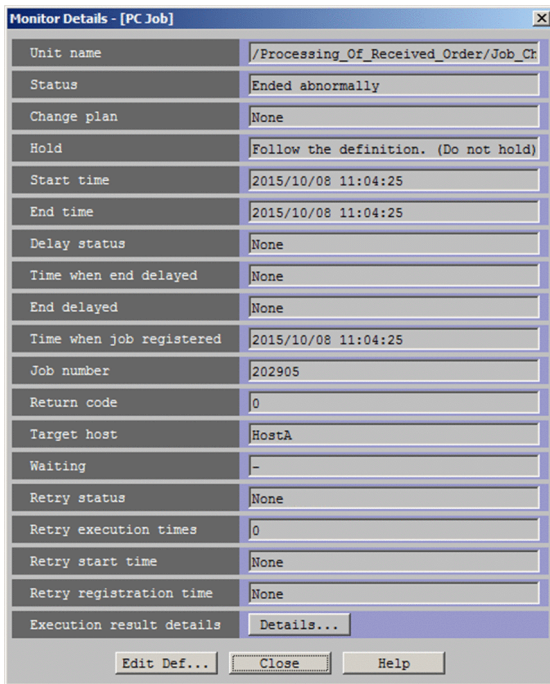 Monitor Details - [PC Job]
Unit name /Processing_Of_Received_Order/Job_Ch
Status Ended abnormally
Change plan None
Hold Follow the definition. (Do not hold)
Start time 2015/10/08 11:04:25
End time 2015/10/08 11:04:25
Delay status None
Time when end delayed None
End delayed None
Time when job registered 2015/10/08 11:04:25
Job number 202905
Return code 0
Target host HostA
Waiting -
Retry status None
Retry execution times 0
Retry start time None
Retry registration time None
Execution result details Details...
Edit Def... Close Help